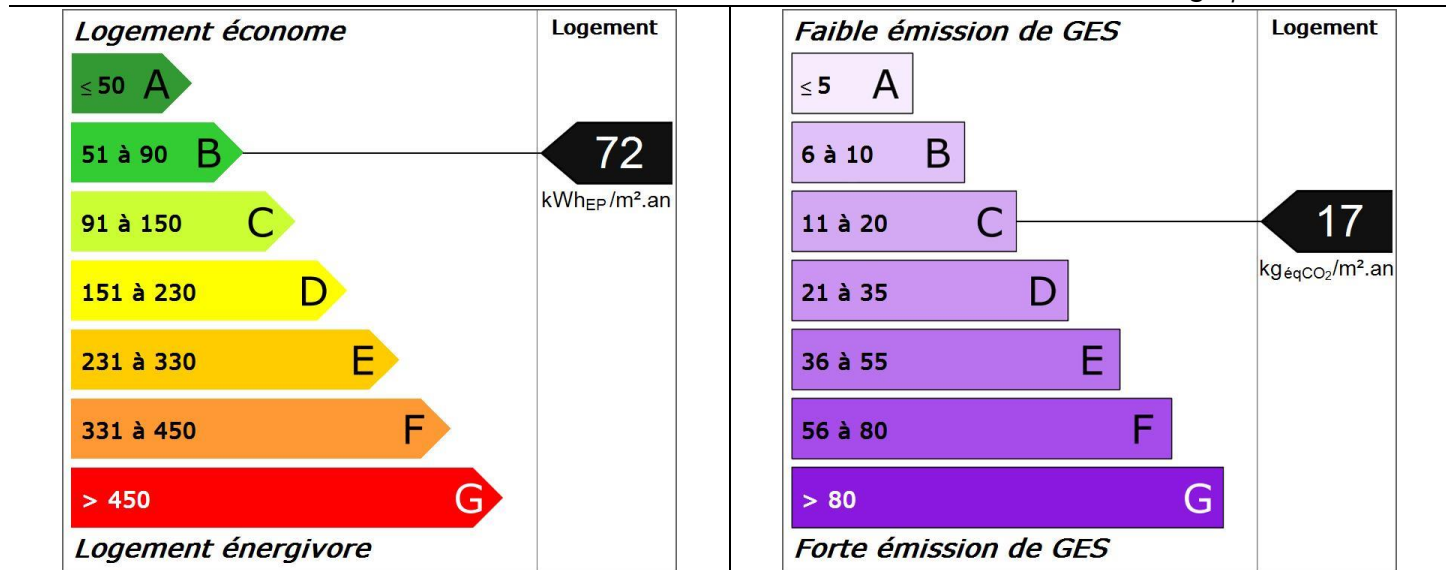 Logement économe
Logement
≤ 50 A
51 à 90 B
72
kWhEP/m².an
91 à 150 C
151 à 230 D
231 à 330 E
331 à 450 F
> 450 G
Logement énergivore
Faible émission de GES
Logement
≤ 5 A
6 à 10 B
11 à 20 C
17
kgéqCO₂/m².an
21 à 35 D
36 à 55 E
56 à 80 F
> 80 G
Forte émission de GES